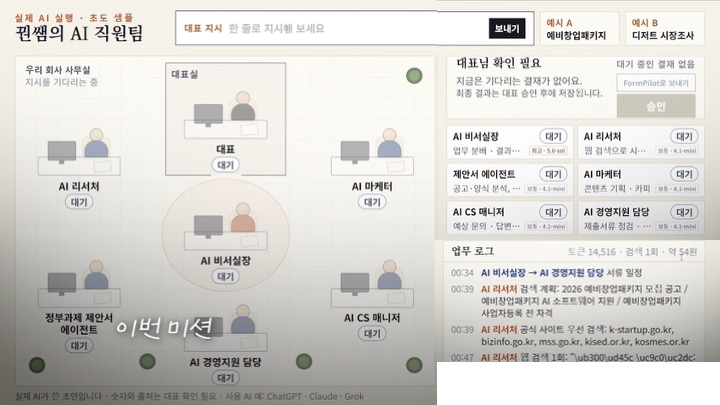 실제 AI 실행 · 초도 샘플
찐쌤의 AI 직원팀
대표 지시 한 줄로 지시해 보세요
보내기
예시 A
예비창업패키지
예시 B
디저트 시장조사
우리 회사 사무실
지시를 기다리는 중
대표실
대표
대기
AI 리서처
대기
AI 마케터
대기
AI 비서실장
대기
정부과제 제안서
에이전트
대기
이번 미션
AI CS 매니저
대기
AI 경영지원 담당
대기
실제 AI가 쓴 초안입니다 · 숫자와 출처는 대표 확인 필요 · 사용 AI 예: ChatGPT · Claude · Grok
대표님 확인 필요
대기 중인 결재 없음
지금은 기다리는 결재가 없어요.
최종 결과는 대표 승인 후에 저장됩니다.
FormPilot로 보내기
승인
AI 비서실장 대기
업무 분배 · 결과… 최고 · 5.6-sol
AI 리서처 대기
웹 검색으로 시… 보통 · 4.1-mini
제안서 에이전트 대기
공고·양식 분석, … 보통 · 4.1-mini
AI 마케터 대기
콘텐츠 기획 · 카피 보통 · 4.1-mini
AI CS 매니저 대기
예상 문의 · 답변… 보통 · 4.1-mini
AI 경영지원 담당 대기
제출서류 점검 · … 보통 · 4.1-mini
업무 로그
토큰 14,516 · 검색 1회 · 약 54원
00:34 AI 비서실장 → AI 경영지원 담당 서류 일정
00:39 AI 리서처 검색 계획: 2026 예비창업패키지 모집 공고 /
예비창업패키지 AI 소프트웨어 지원 / 예비창업패키지
사업자등록 전 자격
00:39 AI 리서처 공식 사이트 우선 검색: k-startup.go.kr,
bizinfo.go.kr, mss.go.kr, kised.or.kr, kosmes.or.kr
00:47 AI 리서처 웹 검색 1회: "\ub300\ud45c \uc9c0\uc2dc: